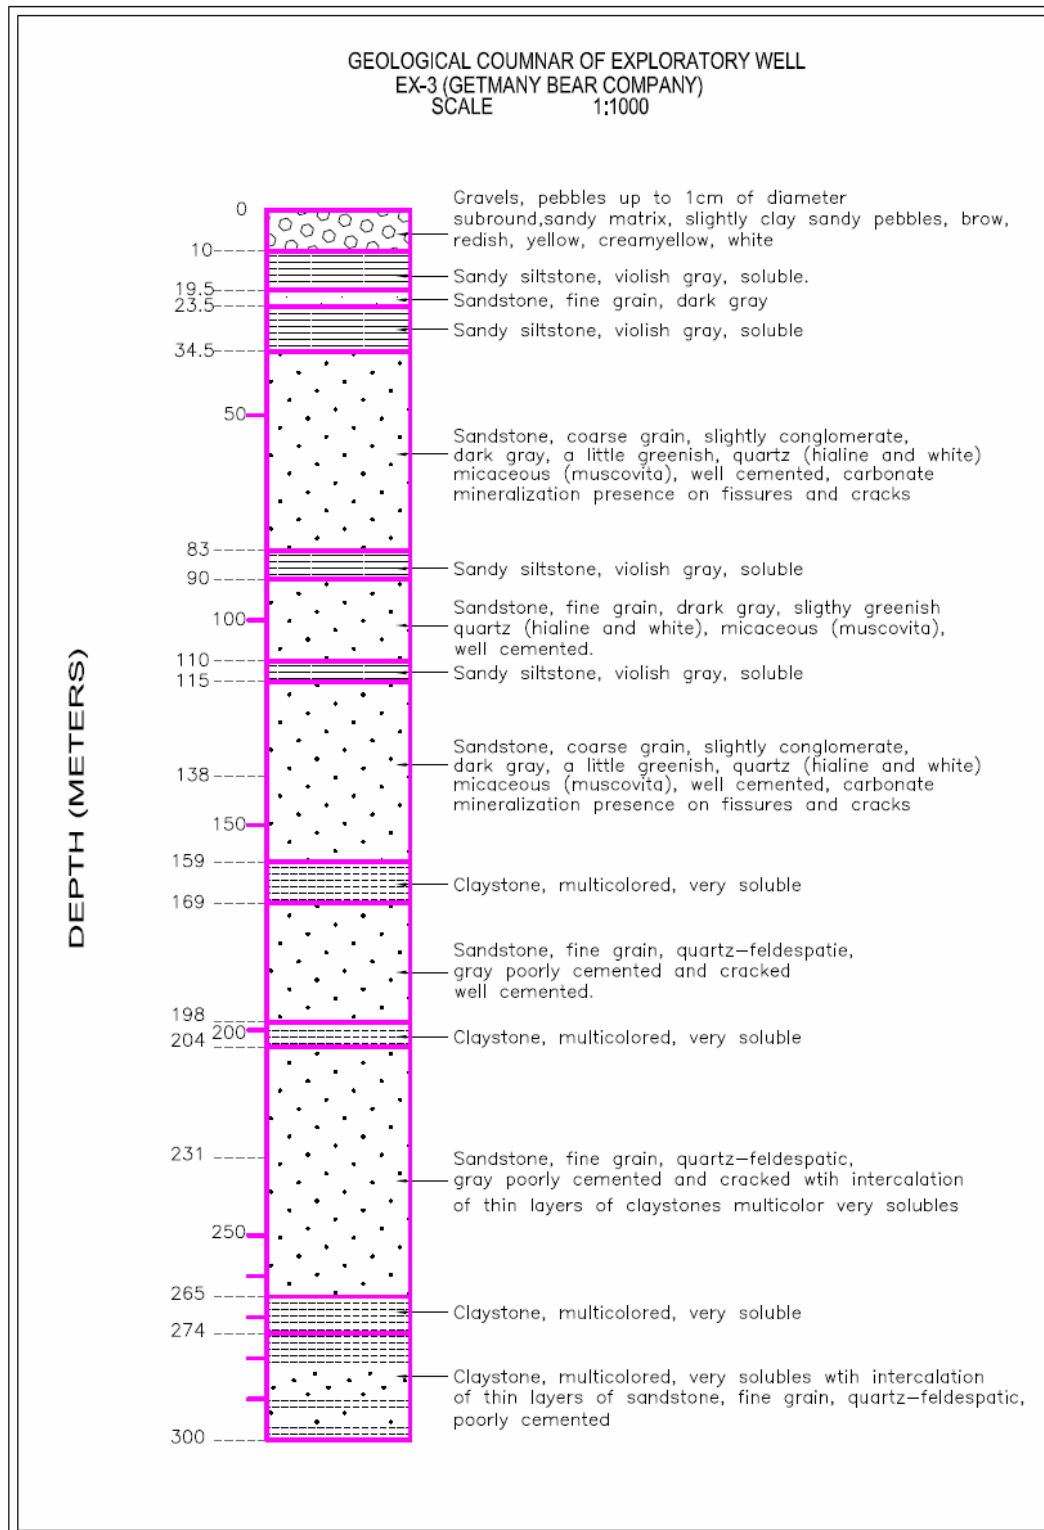 GEOLOGICAL COUMNAR OF EXPLORATORY WELL
EX-3 (GETMANY BEAR COMPANY)
SCALE 1:1000
DEPTH (METERS)
0
Gravels, pebbles up to 1cm of diameter
subround,sandy matrix, slightly clay sandy pebbles, brow,
redish, yellow, creamyellow, white
10
Sandy siltstone, violish gray, soluble.
19.5
Sandstone, fine grain, dark gray
23.5
Sandy siltstone, violish gray, soluble
34.5
50
Sandstone, coarse grain, slightly conglomerate,
dark gray, a little greenish, quartz (hialine and white)
micaceous (muscovita), well cemented, carbonate
mineralization presence on fissures and cracks
83
Sandy siltstone, violish gray, soluble
90
Sandstone, fine grain, drark gray, sligthy greenish
100
quartz (hialine and white), micaceous (muscovita),
well cemented.
110
Sandy siltstone, violish gray, soluble
115
Sandstone, coarse grain, slightly conglomerate,
dark gray, a little greenish, quartz (hialine and white)
138
micaceous (muscovita), well cemented, carbonate
mineralization presence on fissures and cracks
150
159
Claystone, multicolored, very soluble
169
Sandstone, fine grain, quartz-feldespatie,
gray poorly cemented and cracked
well cemented.
198
200
204
Claystone, multicolored, very soluble
231
Sandstone, fine grain, quartz-feldespatic,
gray poorly cemented and cracked wtih intercalation
of thin layers of claystones multicolor very solubles
250
265
Claystone, multicolored, very soluble
274
Claystone, multicolored, very solubles wtih intercalation
of thin layers of sandstone, fine grain, quartz-feldespatic,
poorly cemented
300